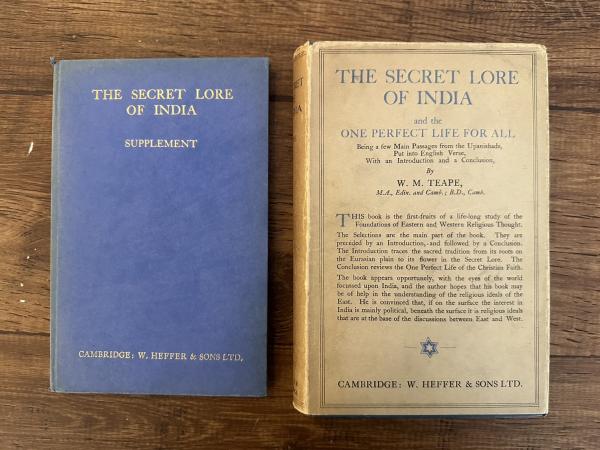 THE SECRET LORE
OF INDIA
SUPPLEMENT
CAMBRIDGE: W. HEFFER & SONS LTD.
THE SECRET LORE
OF INDIA
and the
ONE PERFECT LIFE FOR ALL
Being a few Main Passages from the Upanishads,
Put into English Verse,
With an Introduction and a Conclusion,
By
W. M. TEAPE,
M.A., Edin. and Camb.; B.D., Camb.
THIS book is the first-fruits of a life-long study of the
Foundations of Eastern and Western Religious Thought.
The Selections are the main part of the book. They are
preceded by an Introduction, and followed by a Conclusion.
The Introduction traces the sacred tradition from its roots on
the Eurasian plain to its flower in the Secret Lore. The
Conclusion reviews the One Perfect Life of the Christian Faith.
The book appears opportunely, with the eyes of the world
focussed upon India, and the author hopes that his book may
be of help in the understanding of the religious ideals of the
East. He is convinced that, if on the surface the interest in
India is mainly political, beneath the surface it is religious ideals
that are at the base of the discussions between East and West.
CAMBRIDGE: W. HEFFER & SONS LTD.